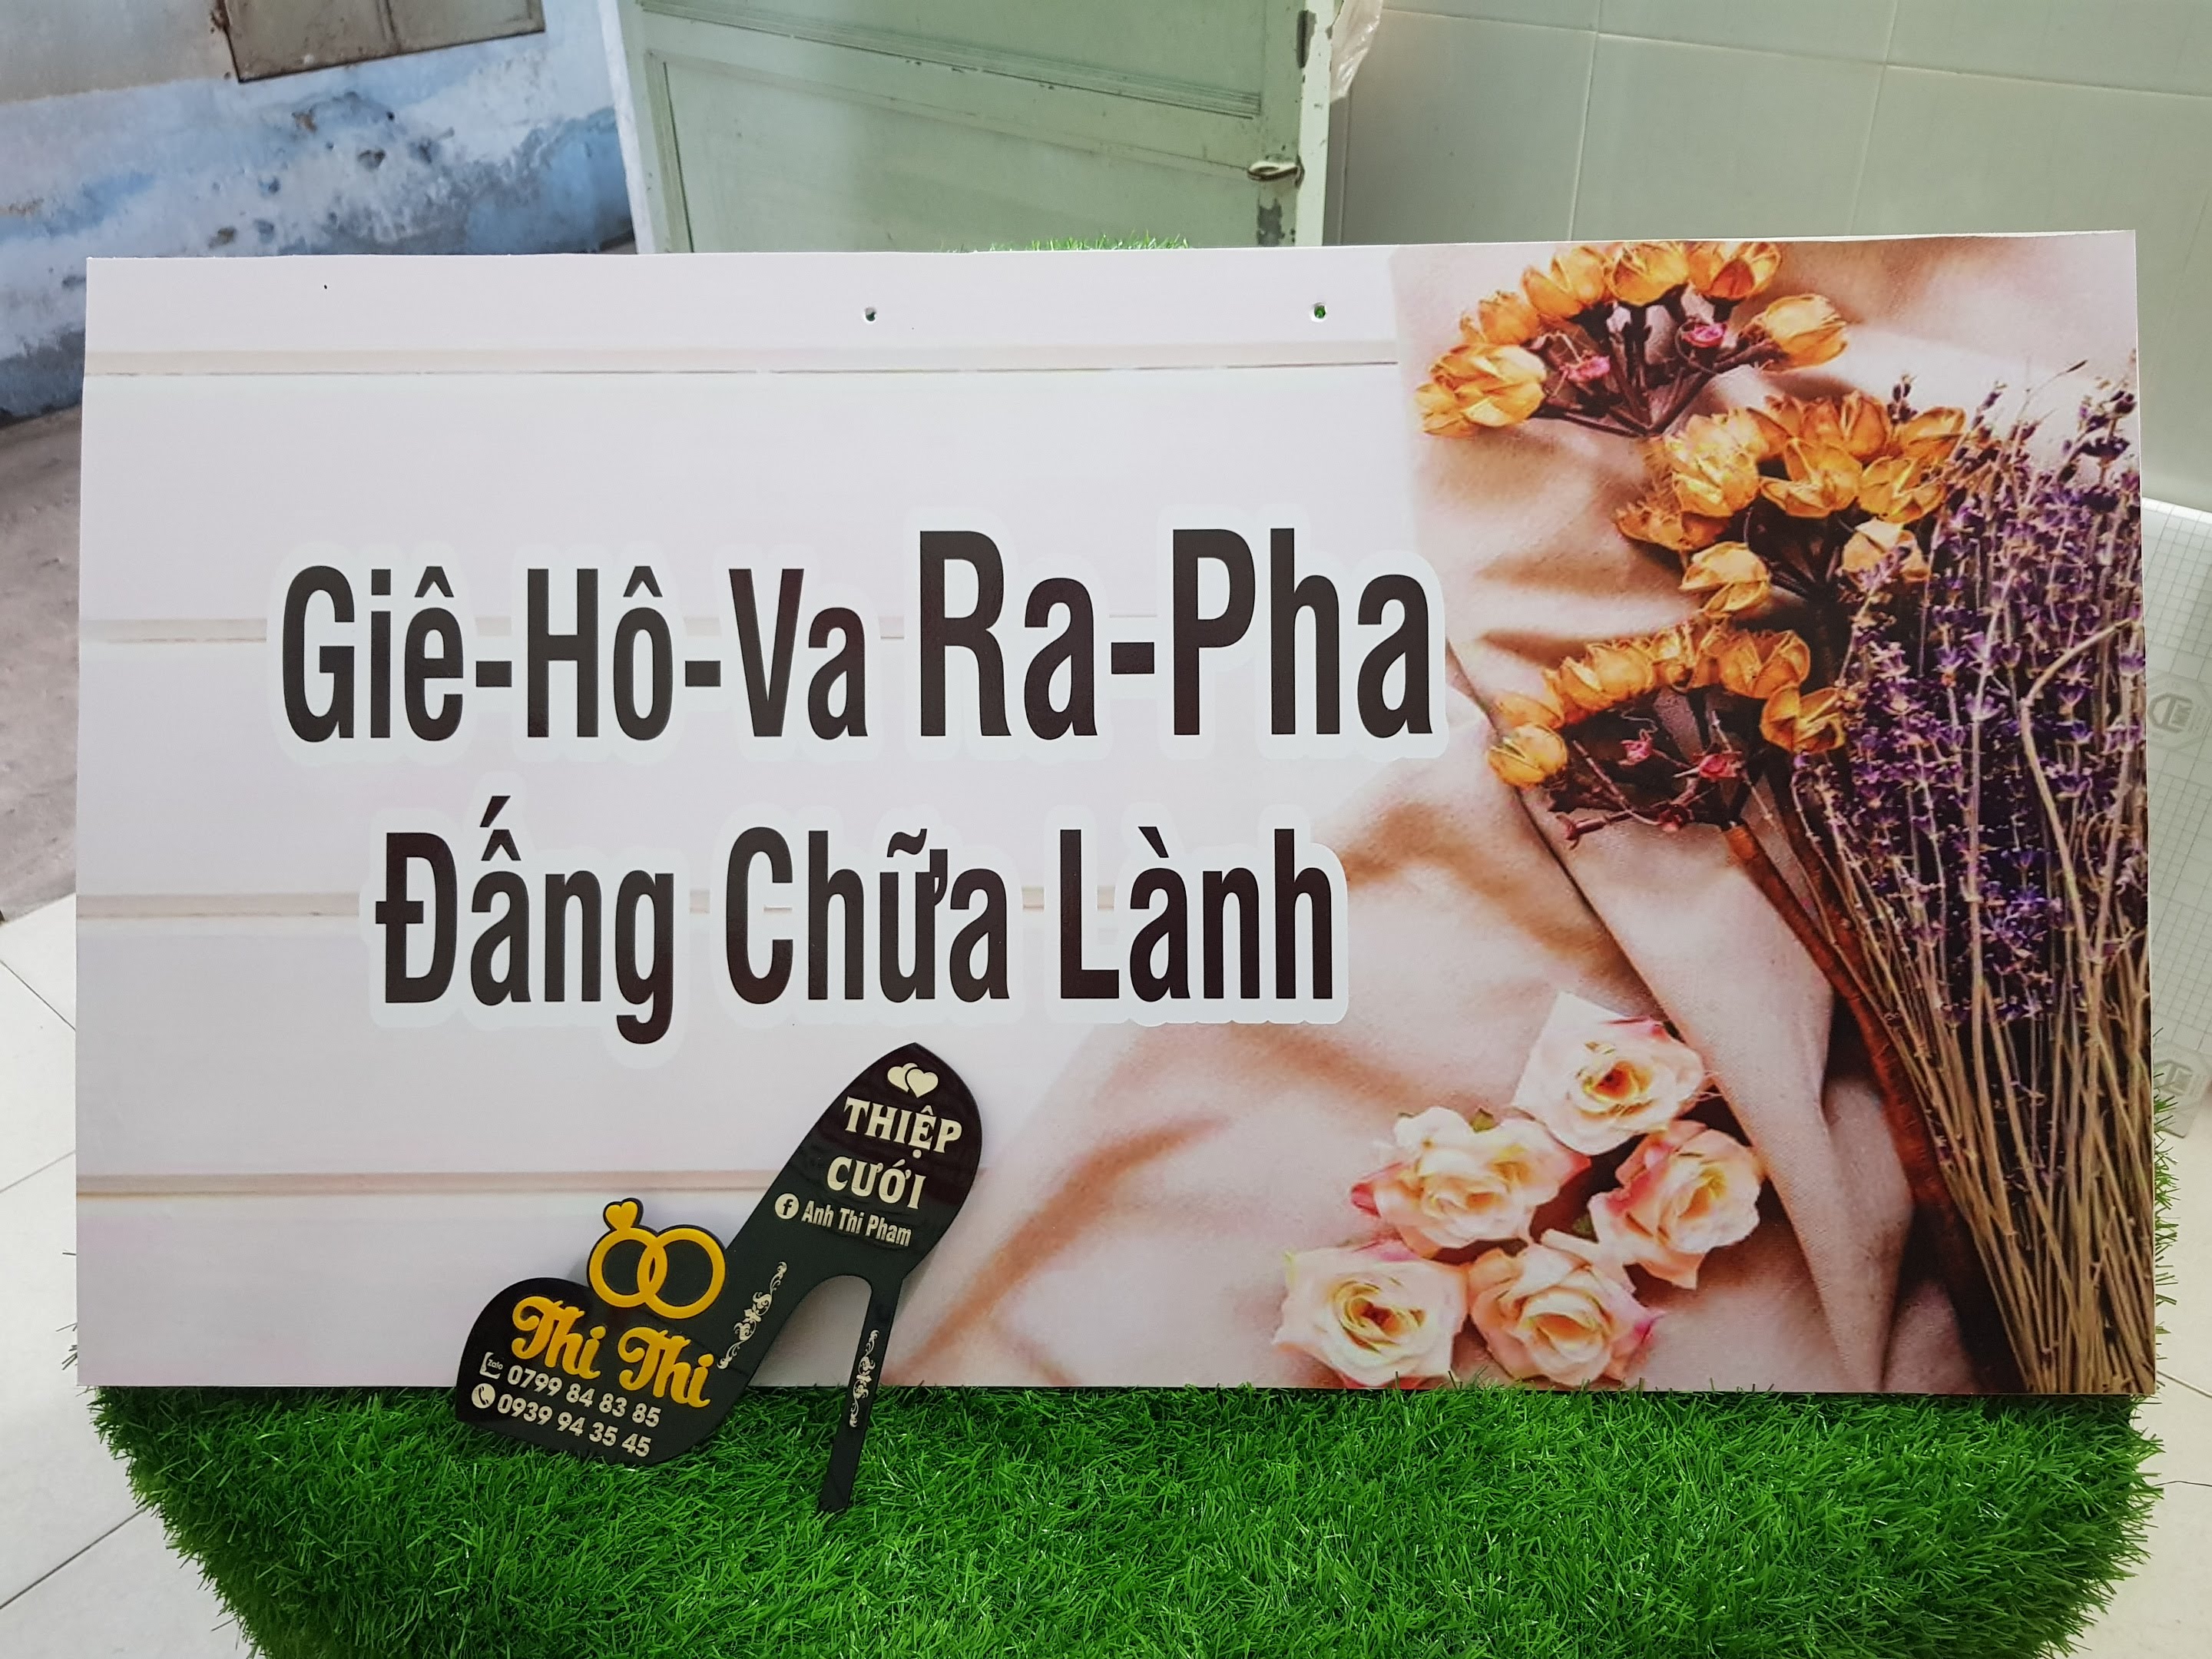 Giê-Hô-Va Ra-Pha
Đấng Chữa Lành
THIỆP
CƯỚI
f Anh Thi Pham
Thi Thi
Zalo 0799 84 83 85
0939 94 35 45